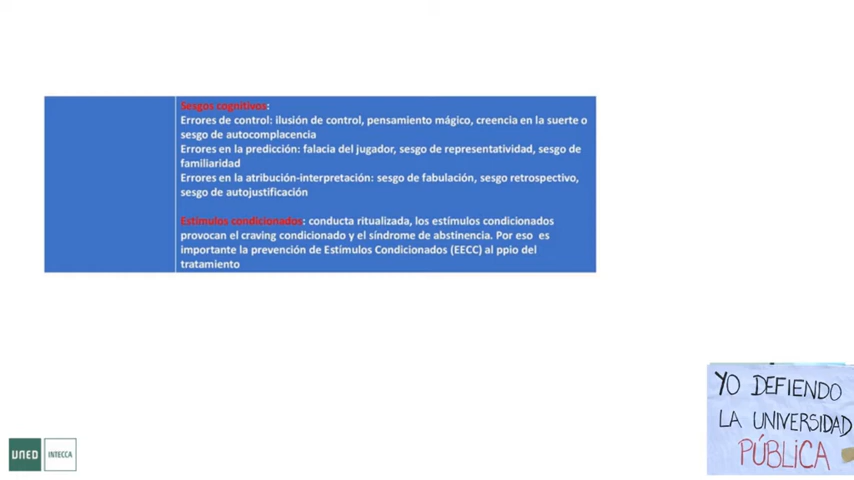 Sesgos cognitivos:
Errores de control: ilusión de control, pensamiento mágico, creencia en la suerte o
sesgo de autocomplacencia
Errores en la predicción: falacia del jugador, sesgo de representatividad, sesgo de
familiaridad
Errores en la atribución-interpretación: sesgo de fabulación, sesgo retrospectivo,
sesgo de autojustificación
Estímulos condicionados: conducta ritualizada, los estímulos condicionados
provocan el craving condicionado y el síndrome de abstinencia. Por eso es
importante la prevención de Estímulos Condicionados (EECC) al ppio del
tratamiento
YO DEFIENDO
LA UNIVERSIDAD
PÚBLICA
UNED INTECCA